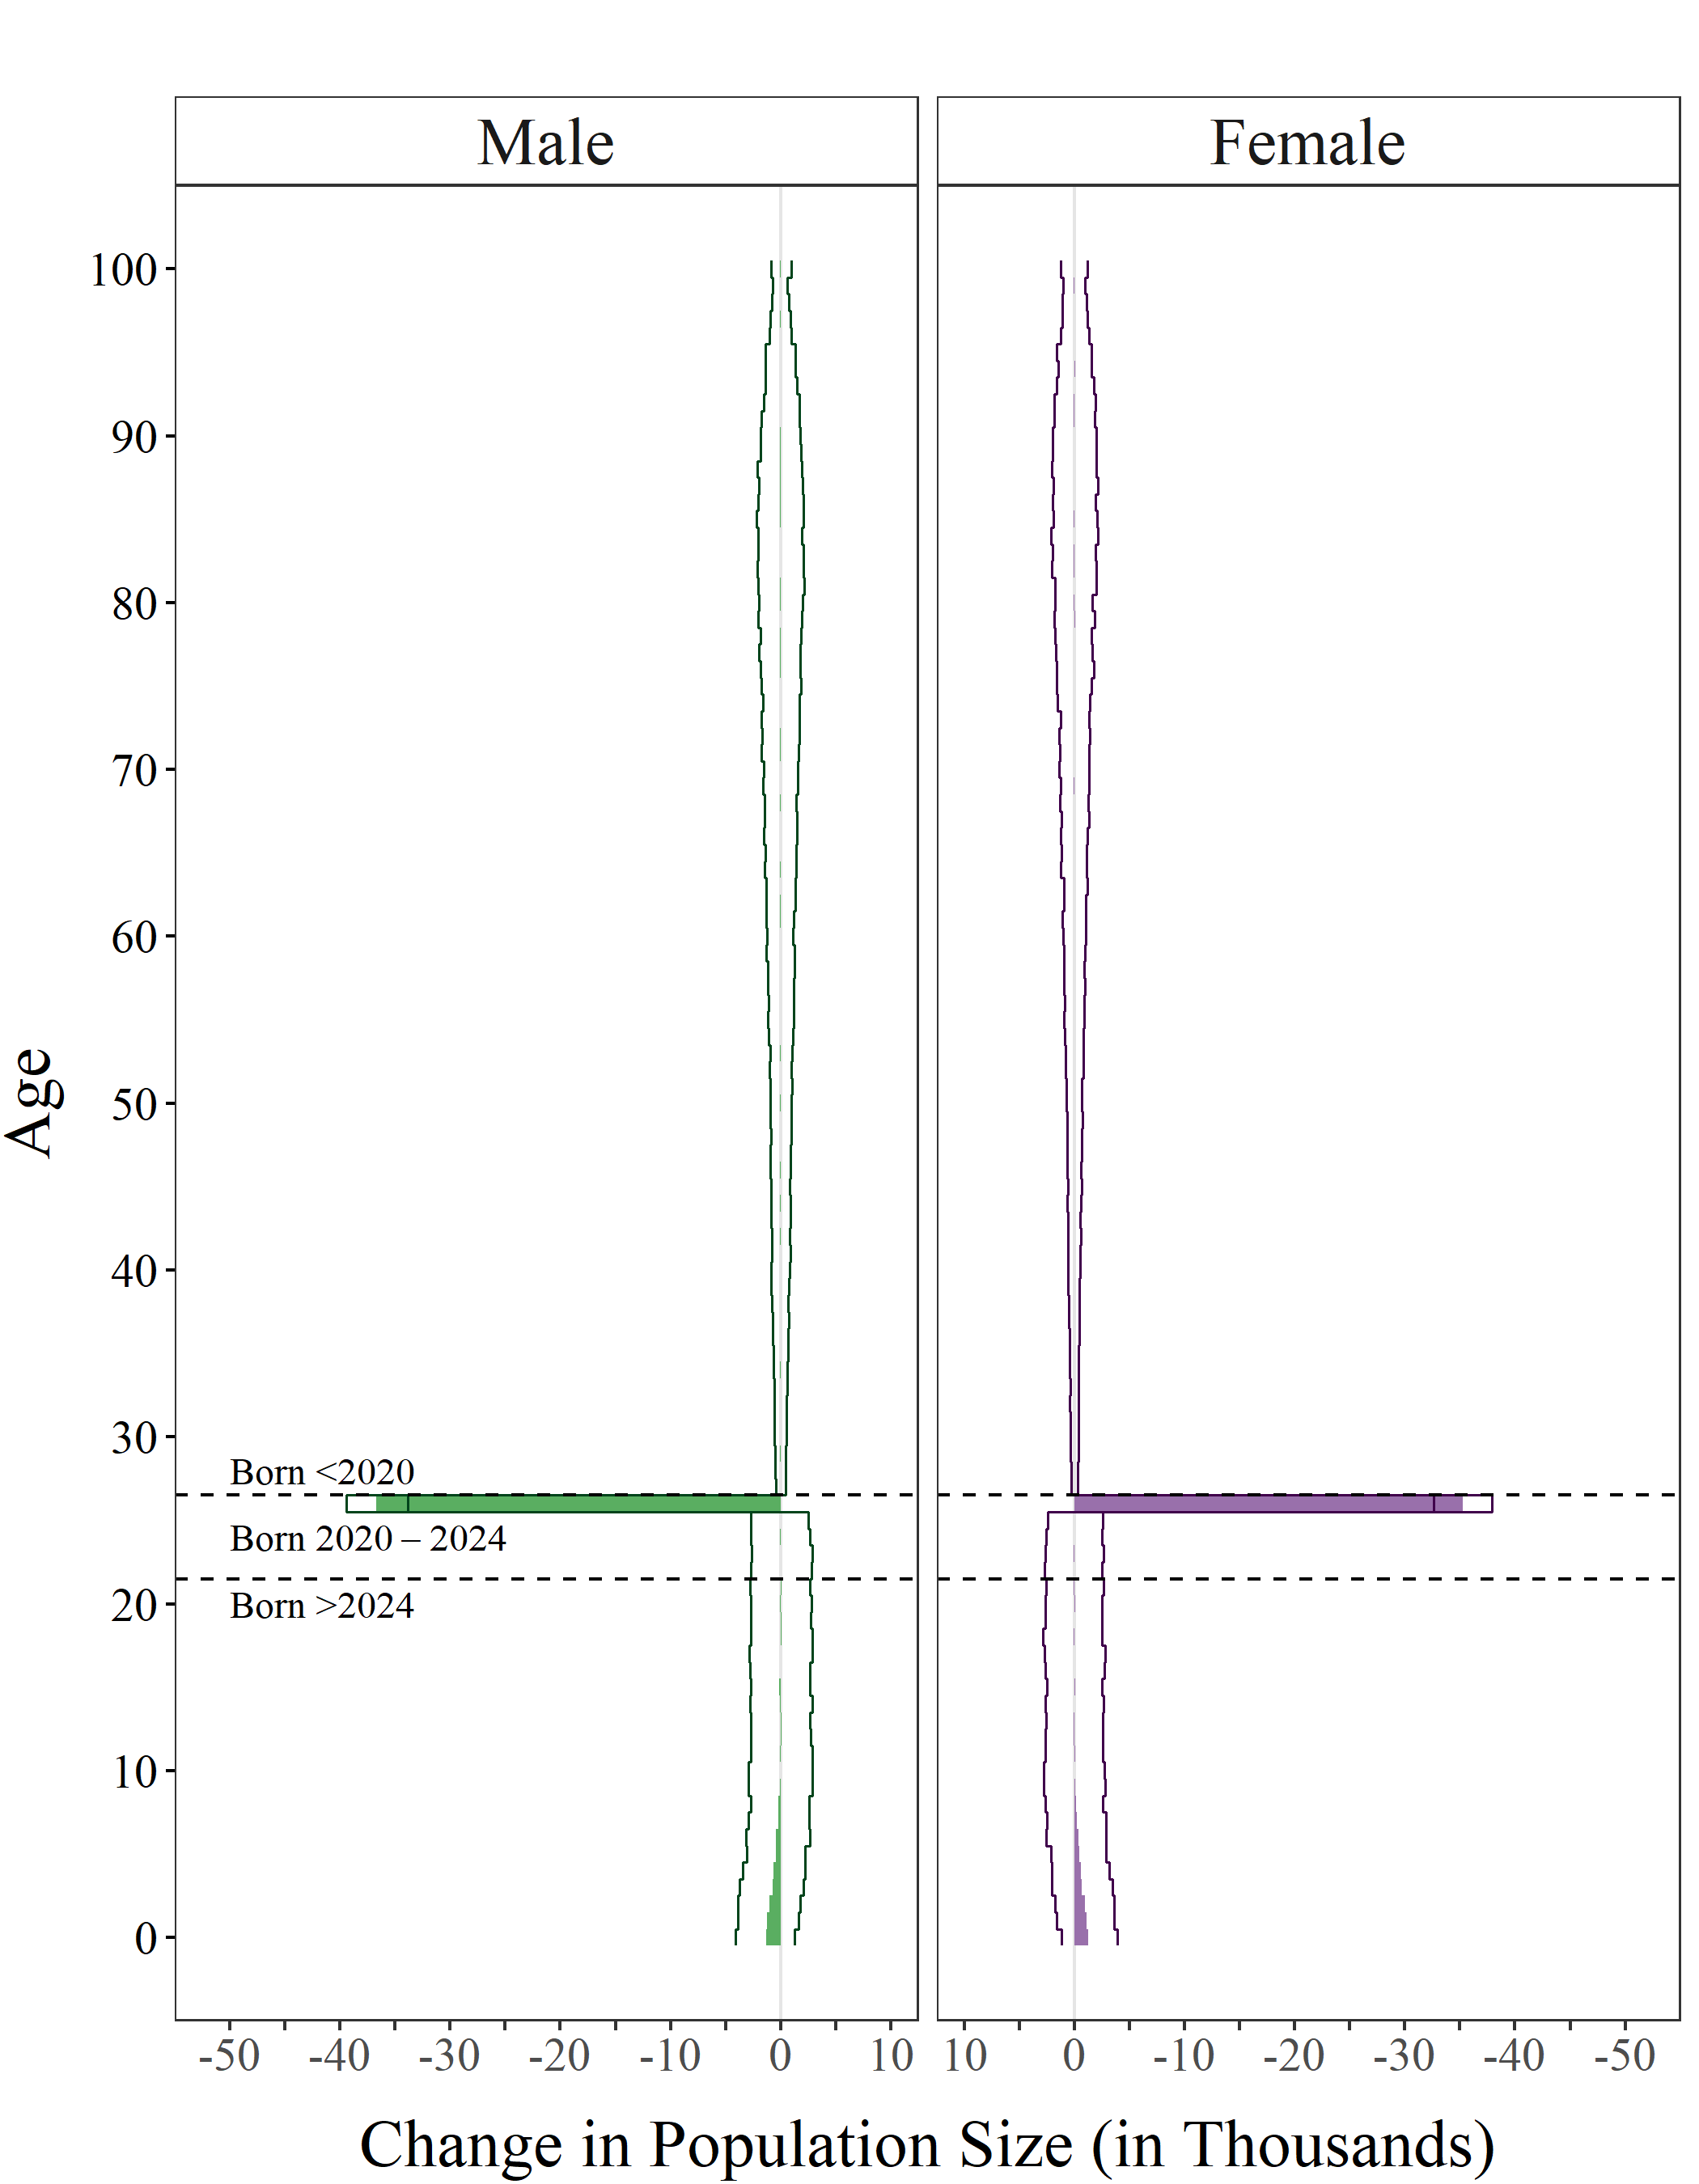 Male Female
100
90
80
70
60
50
40
30
20
10
0
Age
Born <2020
Born 2020 – 2024
Born >2024
-50 -40 -30 -20 -10 0 10 10 0 -10 -20 -30 -40 -50
Change in Population Size (in Thousands)